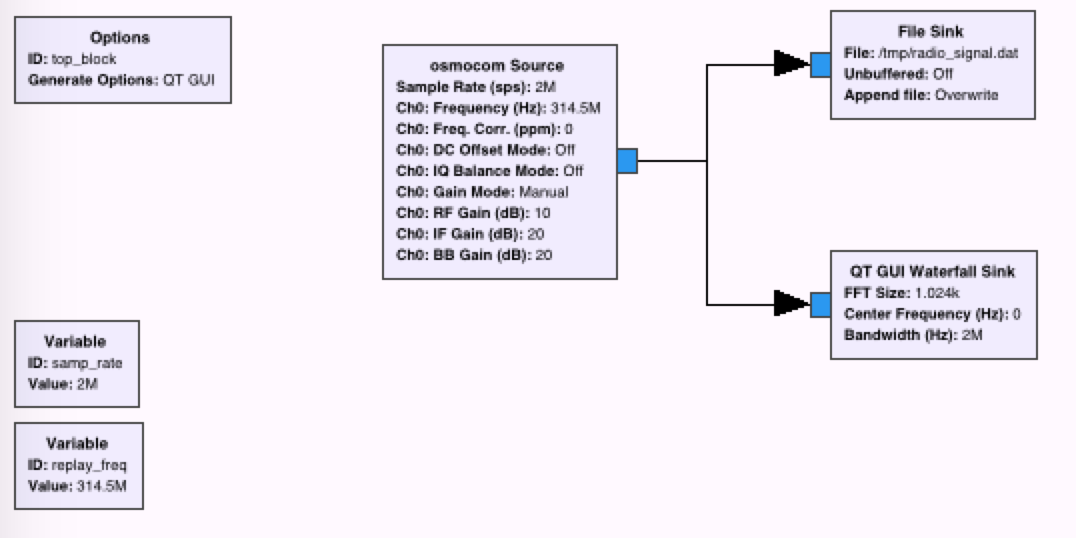 Options
ID: top_block
Generate Options: QT GUI
osmocom Source
Sample Rate (sps): 2M
Ch0: Frequency (Hz): 314.5M
Ch0: Freq. Corr. (ppm): 0
Ch0: DC Offset Mode: Off
Ch0: IQ Balance Mode: Off
Ch0: Gain Mode: Manual
Ch0: RF Gain (dB): 10
Ch0: IF Gain (dB): 20
Ch0: BB Gain (dB): 20
File Sink
File: /tmp/radio_signal.dat
Unbuffered: Off
Append file: Overwrite
QT GUI Waterfall Sink
FFT Size: 1.024k
Center Frequency (Hz): 0
Bandwidth (Hz): 2M
Variable
ID: samp_rate
Value: 2M
Variable
ID: replay_freq
Value: 314.5M